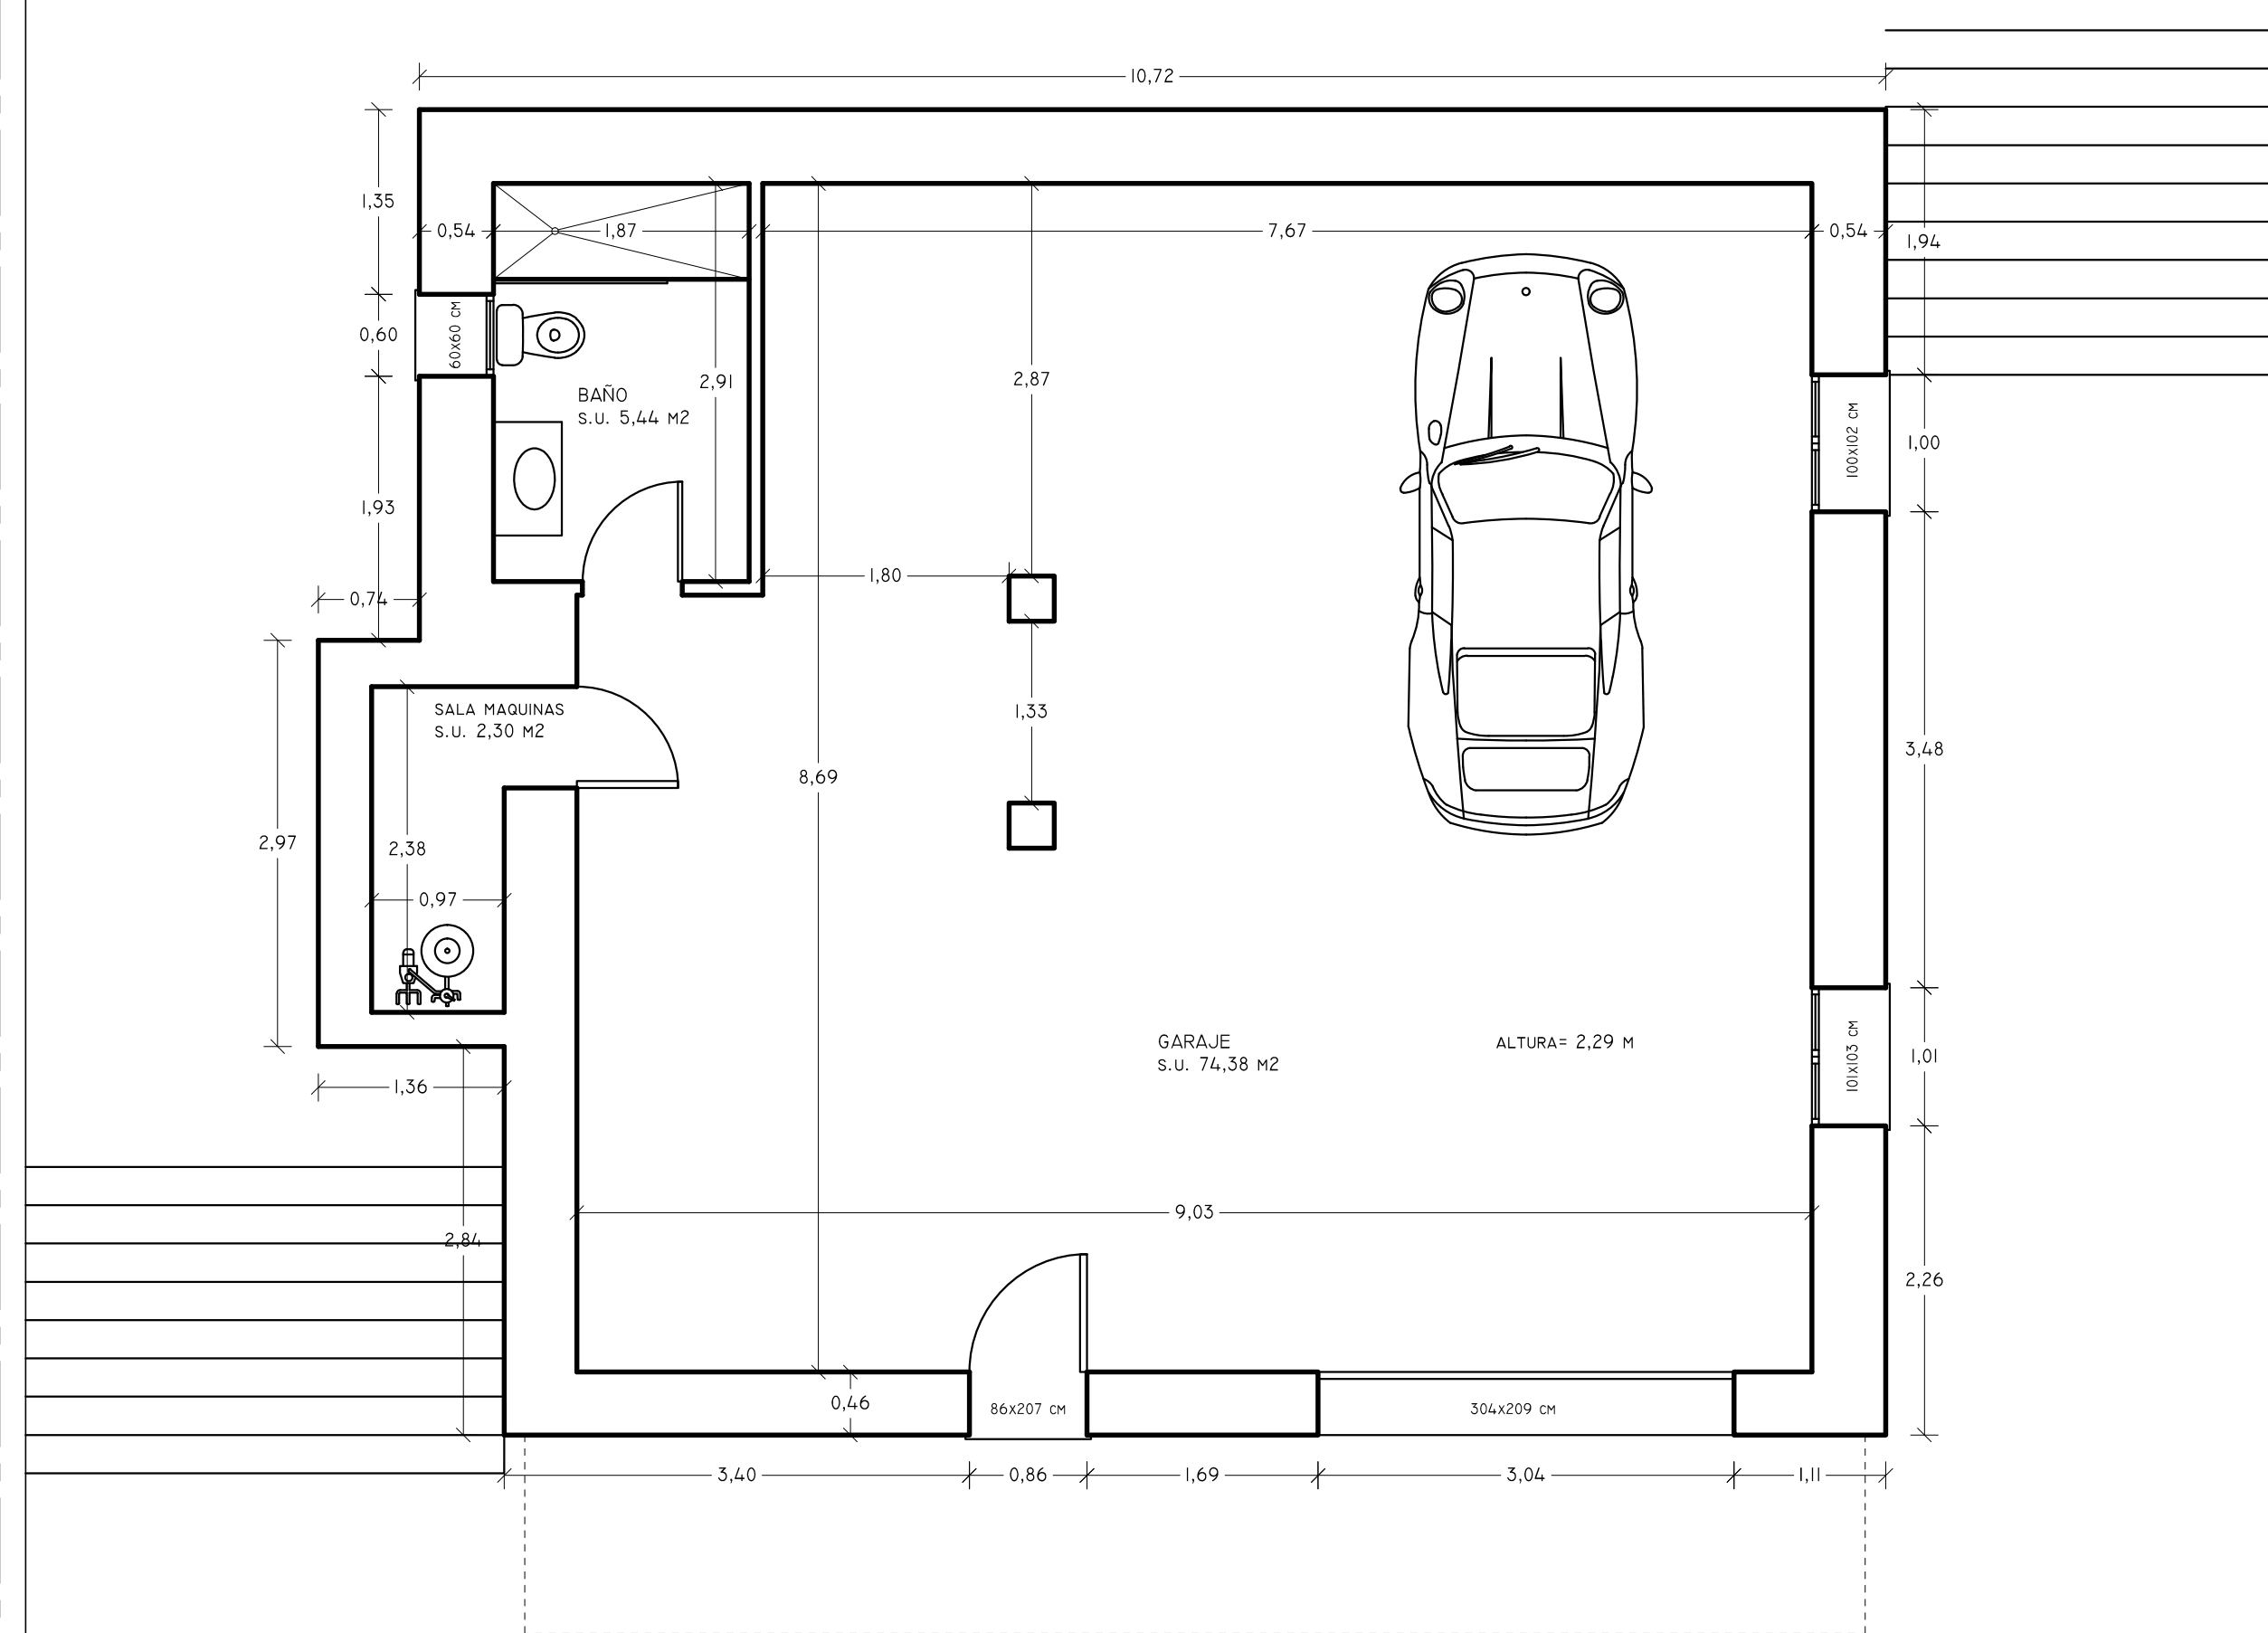 10,72
1,35
0,54
1,87
7,67
0,54
1,94
0,60
60x60 CM
2,91
2,87
BAÑO
S.U. 5,44 M2
100x102 CM
1,00
1,93
1,80
0,74
SALA MAQUINAS
S.U. 2,30 M2
1,33
3,48
8,69
2,97
2,38
0,97
GARAJE
S.U. 74,38 M2
ALTURA= 2,29 M
101x103 CM
1,01
1,36
9,03
2,84
2,26
0,46
86x207 CM
304x209 CM
3,40
0,86
1,69
3,04
1,11